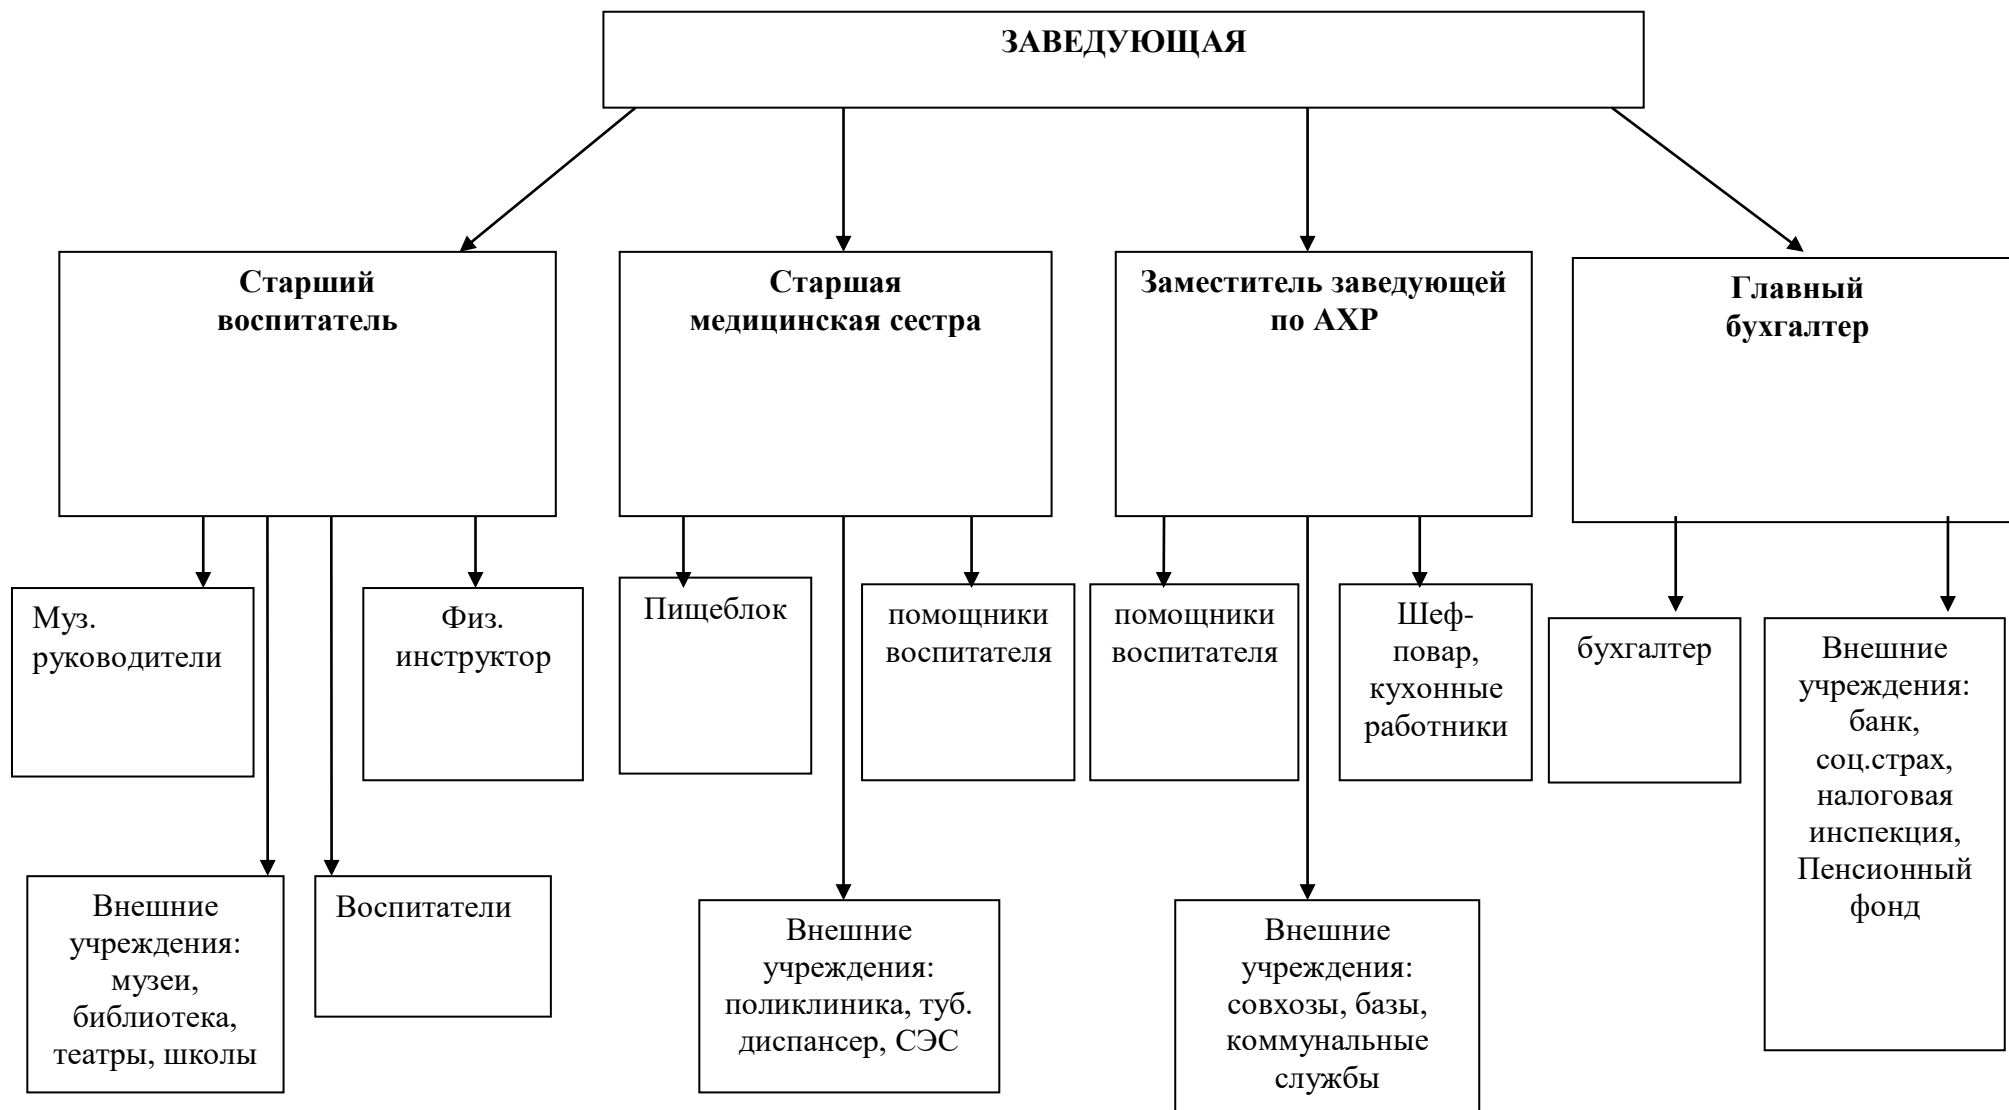 ЗАВЕДУЮЩАЯ
Старший
воспитатель
Старшая
медицинская сестра
Заместитель заведующей
по АХР
Главный
бухгалтер
Муз.
руководители
Физ.
инструктор
Пищеблок
помощники
воспитателя
помощники
воспитателя
Шеф-
повар,
кухонные
работники
бухгалтер
Внешние
учреждения:
банк,
соц.страх,
налоговая
инспекция,
Пенсионный
фонд
Внешние
учреждения:
музеи,
библиотека,
театры, школы
Воспитатели
Внешние
учреждения:
поликлиника, туб.
диспансер, СЭС
Внешние
учреждения:
совхозы, базы,
коммунальные
службы